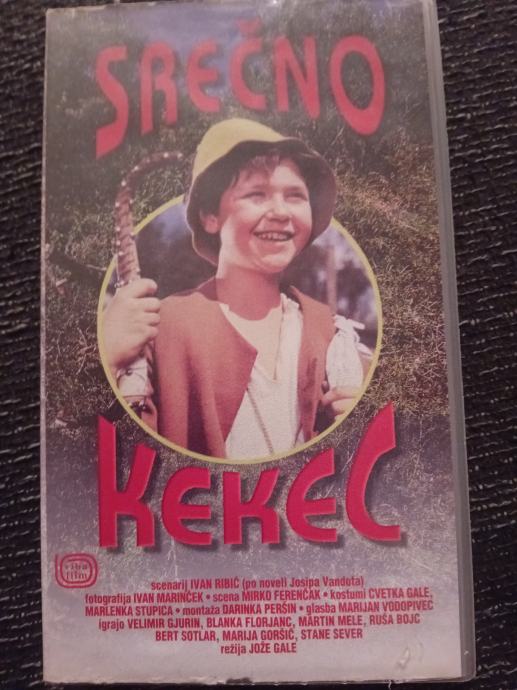 SREČNO
KEKEC
viba
film
scenarij IVAN RIBIČ (po noveli Josipa Vandota)
fotografija IVAN MARINČEK • scena MIRKO FERENČAK • kostumi CVETKA GALE,
MARLENKA STUPICA • montaža DARINKA PERŠIN • glasba MARIJAN VODOPIVEC
igrajo VELIMIR GJURIN, BLANKA FLORJANC, MARTIN MELE, RUŠA BOJC
BERT SOTLAR, MARIJA GORŠIČ, STANE SEVER
režija JOŽE GALE